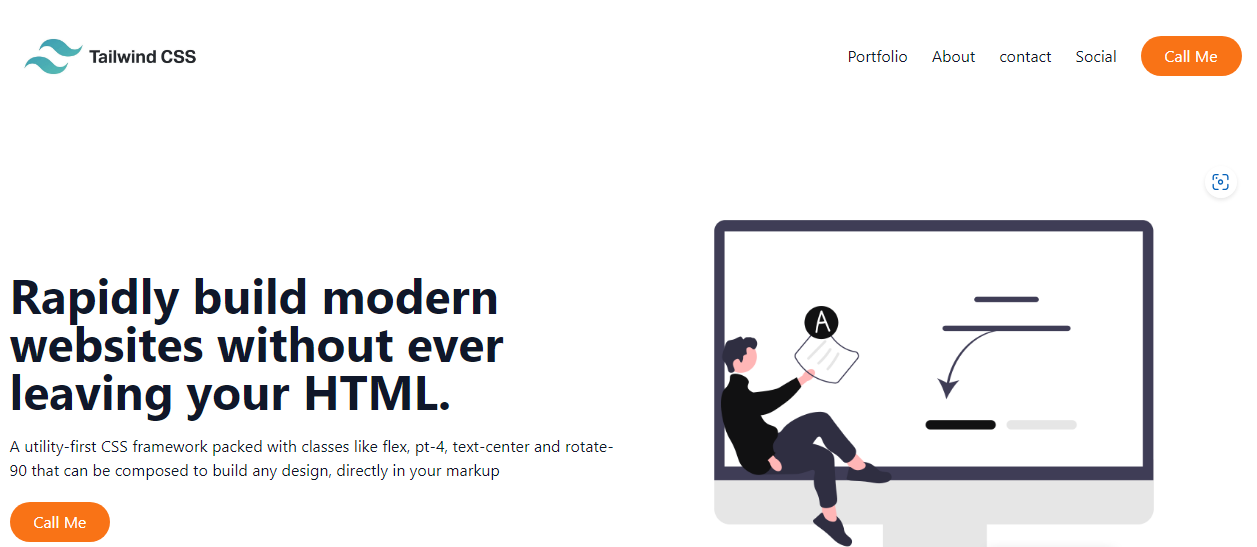 Tailwind CSS
Portfolio About contact Social Call Me
Rapidly build modern
websites without ever
leaving your HTML.
A
A utility-first CSS framework packed with classes like flex, pt-4, text-center and rotate-
90 that can be composed to build any design, directly in your markup
Call Me